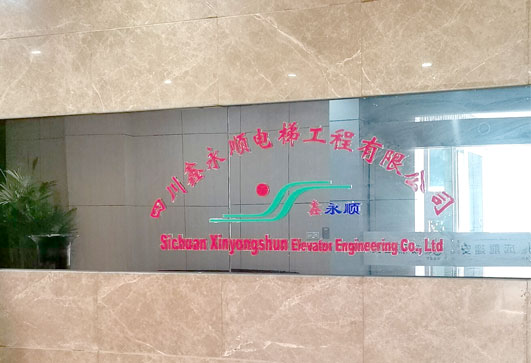 四川鑫永顺电梯工程有限公司
鑫永顺
Sichuan Xinyongshun Elevator Engineering Co., Ltd